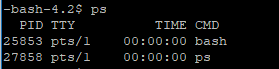 -bash-4.2$ ps
  PID TTY          TIME CMD
25853 pts/1    00:00:00 bash
27858 pts/1    00:00:00 ps